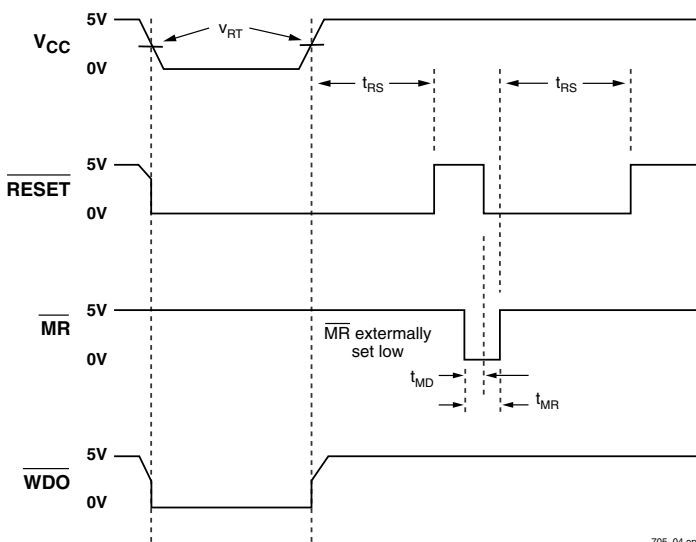 5V
VCC
0V
VRT
tRS
tRS
5V
RESET
0V
5V
MR
0V
MR extermally
set low
tMD
tMR
5V
WDO
0V